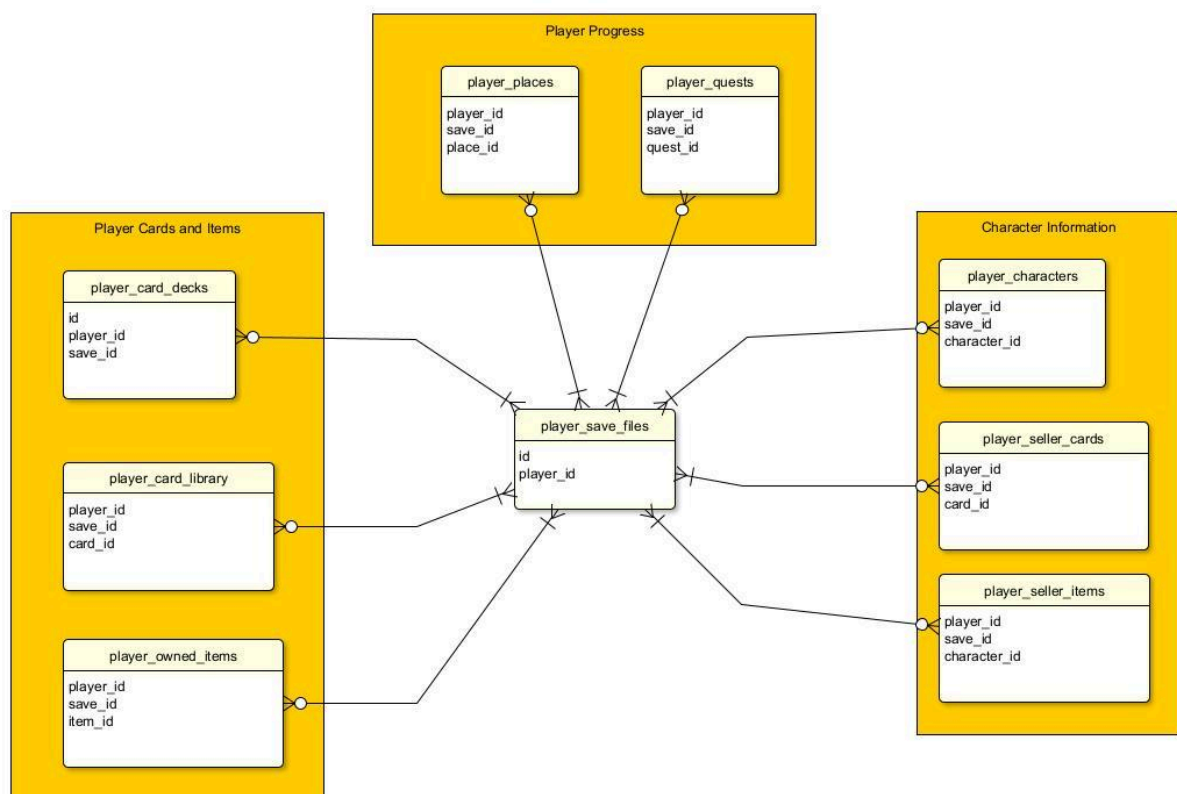 Player Progress
player_places
player_id
save_id
place_id
player_quests
player_id
save_id
quest_id
Player Cards and Items
player_card_decks
id
player_id
save_id
player_card_library
player_id
save_id
card_id
player_owned_items
player_id
save_id
item_id
player_save_files
id
player_id
Character Information
player_characters
player_id
save_id
character_id
player_seller_cards
player_id
save_id
card_id
player_seller_items
player_id
save_id
character_id